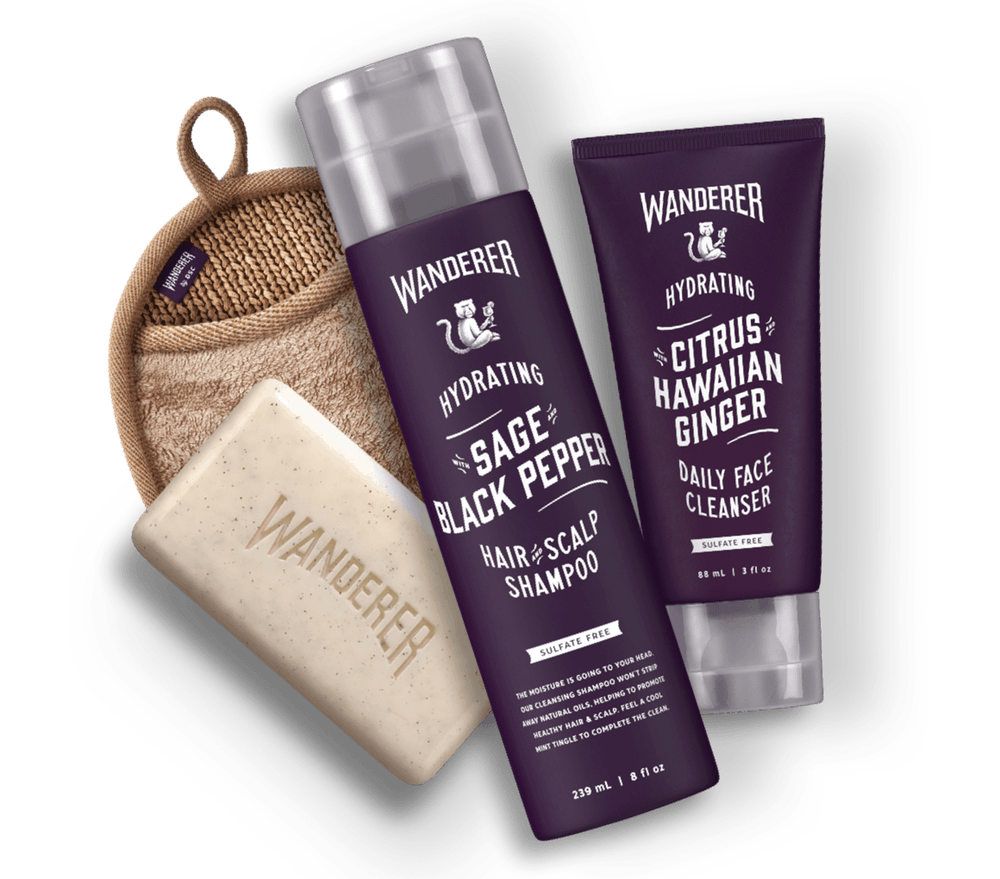 WANDERER
by DSC
WANDERER
WANDERER
HYDRATING
WITH SAGE AND
BLACK PEPPER
HAIR AND SCALP
SHAMPOO
SULFATE FREE
THE MOISTURE IS GOING TO YOUR HEAD.
OUR CLEANSING SHAMPOO WON'T STRIP
AWAY NATURAL OILS, HELPING TO PROMOTE
HEALTHY HAIR & SCALP. FEEL A COOL
MINT TINGLE TO COMPLETE THE CLEAN.
239 mL | 8 fl oz
WANDERER
HYDRATING
WITH CITRUS AND
HAWAIIAN
GINGER
DAILY FACE
CLEANSER
SULFATE FREE
88 mL | 3 fl oz